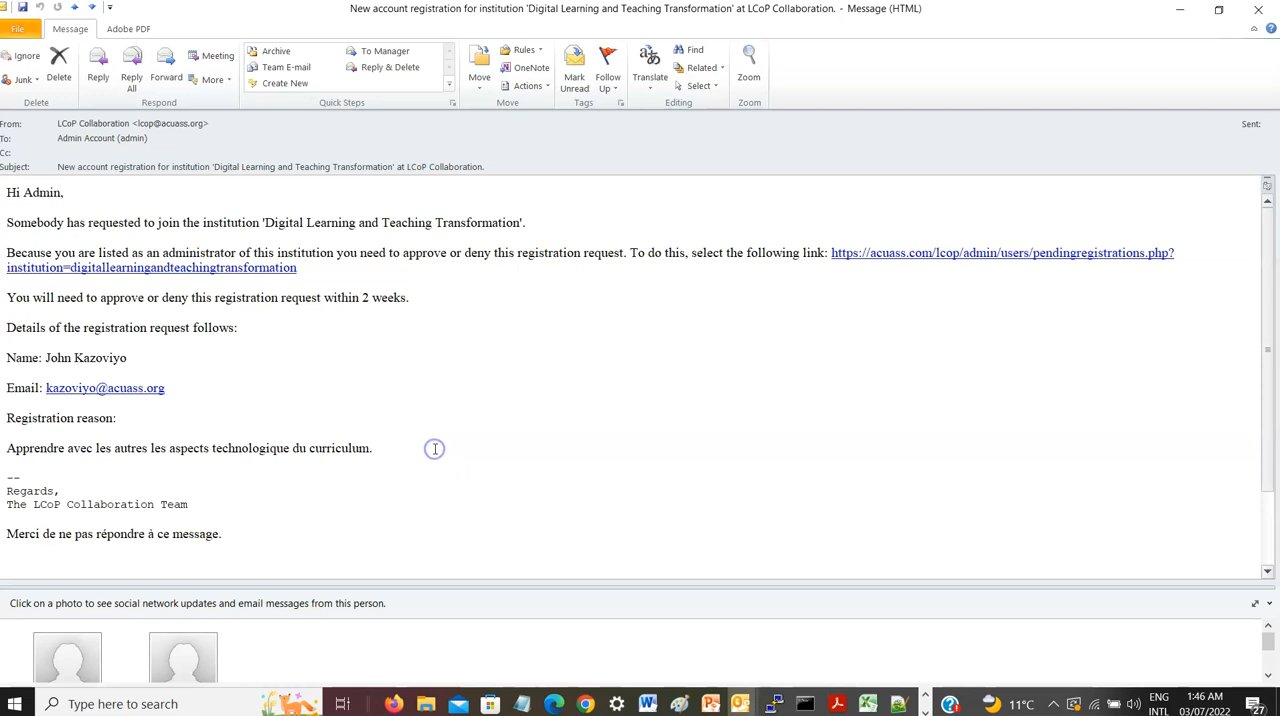 New account registration for institution 'Digital Learning and Teaching Transformation' at LCoP Collaboration. - Message (HTML)
File Message Adobe PDF
Ignore
Junk
Delete
Delete
Reply
Reply All
Forward
Meeting
More
Respond
Archive
Team E-mail
Create New
To Manager
Reply & Delete
Quick Steps
Move
Rules
OneNote
Actions
Move
Mark Unread
Follow Up
Tags
Translate
Find
Related
Select
Editing
Zoom
Zoom
From: LCoP Collaboration <lcop@acuass.org>
Sent:
To: Admin Account (admin)
Cc:
Subject: New account registration for institution 'Digital Learning and Teaching Transformation' at LCoP Collaboration.
Hi Admin,
Somebody has requested to join the institution 'Digital Learning and Teaching Transformation'.
Because you are listed as an administrator of this institution you need to approve or deny this registration request. To do this, select the following link: https://acuass.com/lcop/admin/users/pendingregistrations.php?
institution=digitallearningandteachingtransformation
You will need to approve or deny this registration request within 2 weeks.
Details of the registration request follows:
Name: John Kazoviyo
Email: kazoviyo@acuass.org
Registration reason:
Apprendre avec les autres les aspects technologique du curriculum.
--
Regards,
The LCoP Collaboration Team
Merci de ne pas répondre à ce message.
Click on a photo to see social network updates and email messages from this person.
Type here to search
11°C
ENG
INTL
1:46 AM
03/07/2022
27